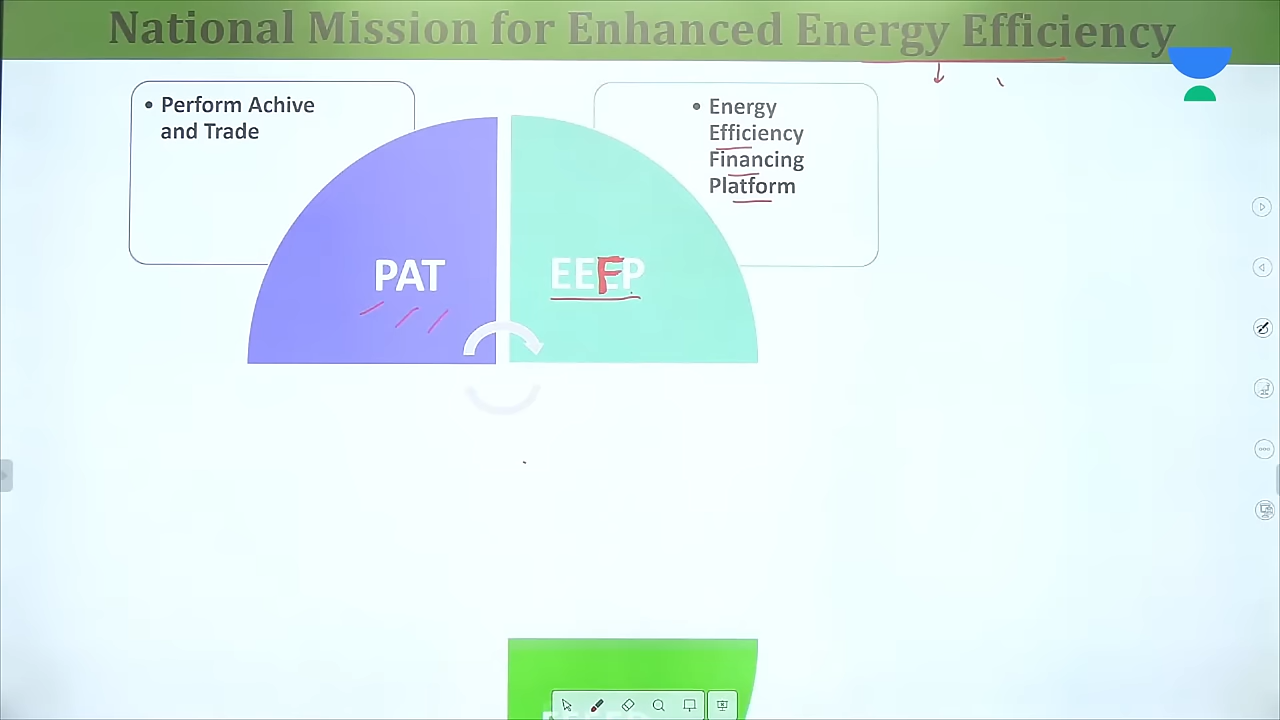 National Mission for Enhanced Energy Efficiency
• Perform Achive
and Trade
• Energy
Efficiency
Financing
Platform
PAT
EEFP